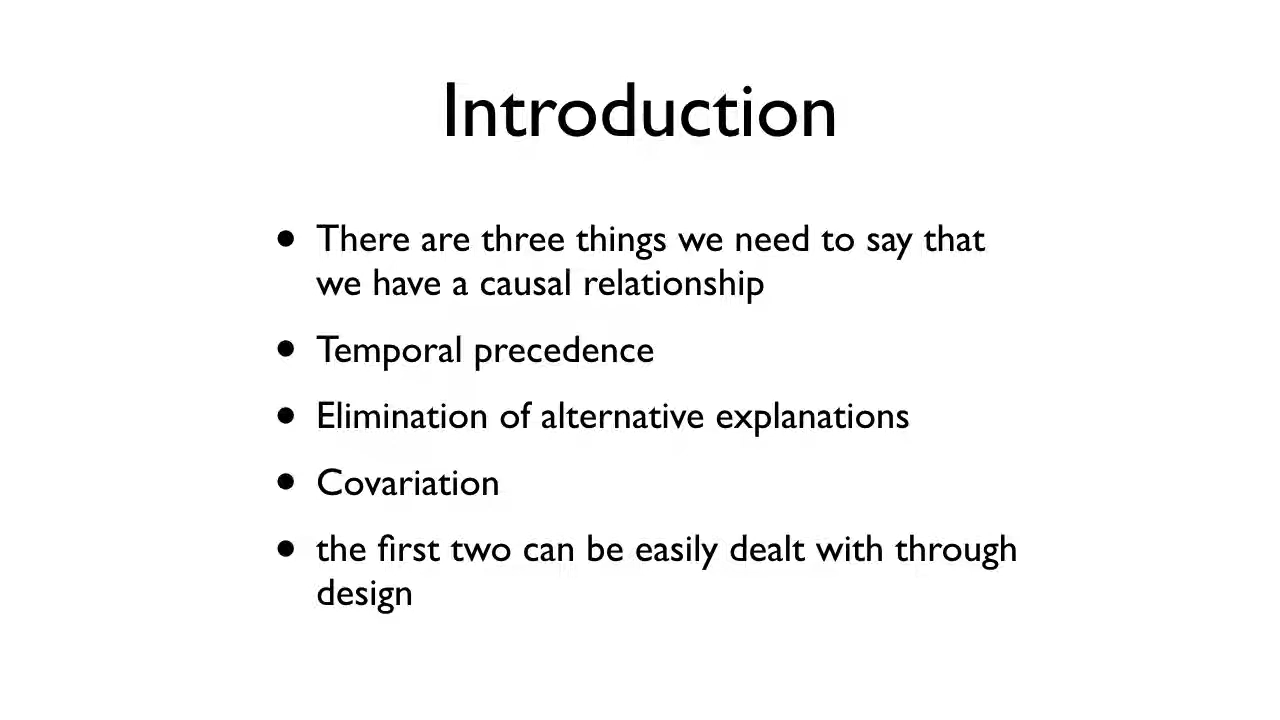 Introduction
• There are three things we need to say that
we have a causal relationship
• Temporal precedence
• Elimination of alternative explanations
• Covariation
• the first two can be easily dealt with through
design